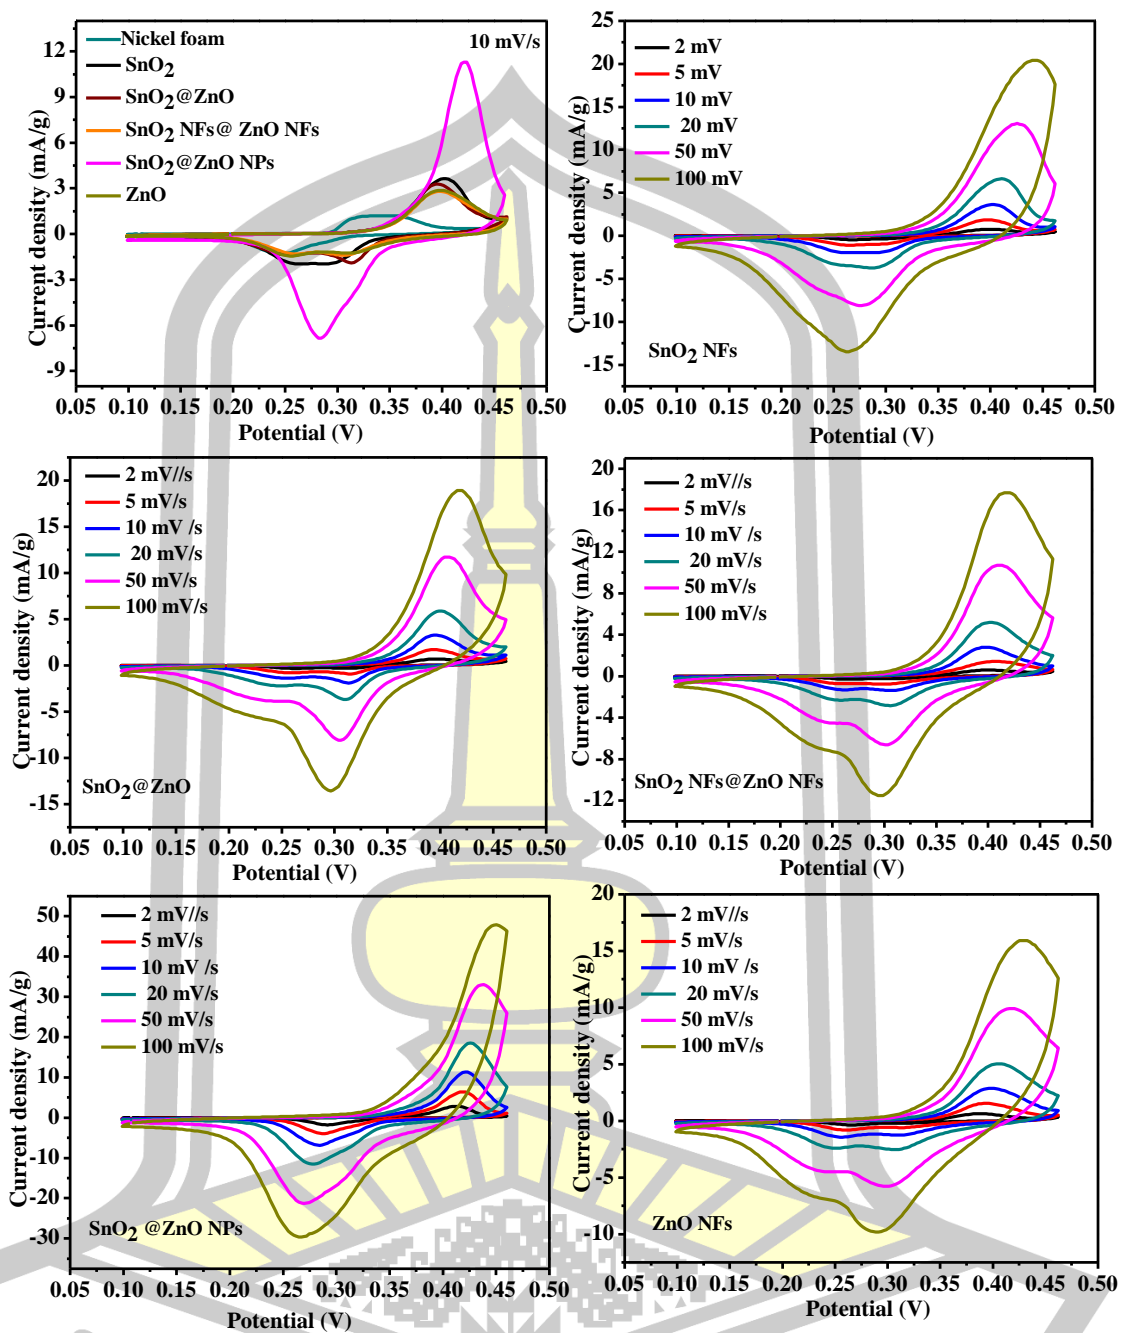 12
9
6
3
0
-3
-6
-9
Current density (mA/g)
Nickel foam
10 mV/s
SnO2
SnO2@ZnO
SnO2 NFs@ ZnO NFs
SnO2@ZnO NPs
ZnO
0.05 0.10 0.15 0.20 0.25 0.30 0.35 0.40 0.45 0.50
Potential (V)
25
20
15
10
5
0
-5
-10
-15
Current density (mA/g)
2 mV
5 mV
10 mV
20 mV
50 mV
100 mV
SnO2 NFs
0.05 0.10 0.15 0.20 0.25 0.30 0.35 0.40 0.45 0.50
Potential (V)
20
15
10
5
0
-5
-10
-15
Current density (mA/g)
2 mV//s
5 mV/s
10 mV /s
20 mV/s
50 mV/s
100 mV/s
SnO2@ZnO
0.05 0.10 0.15 0.20 0.25 0.30 0.35 0.40 0.45 0.50
Potential (V)
20
16
12
8
4
0
-4
-8
-12
Current density (mA/g)
2 mV//s
5 mV/s
10 mV /s
20 mV/s
50 mV/s
100 mV/s
SnO2 NFs@ZnO NFs
0.05 0.10 0.15 0.20 0.25 0.30 0.35 0.40 0.45 0.50
Potential (V)
50
40
30
20
10
0
-10
-20
-30
Current density (mA/g)
2 mV//s
5 mV/s
10 mV /s
20 mV/s
50 mV/s
100 mV/s
SnO2 @ZnO NPs
0.05 0.10 0.15 0.20 0.25 0.30 0.35 0.40 0.45 0.50
Potential (V)
20
15
10
5
0
-5
-10
Current density (mA/g)
2 mV//s
5 mV/s
10 mV /s
20 mV/s
50 mV/s
100 mV/s
ZnO NFs
0.05 0.10 0.15 0.20 0.25 0.30 0.35 0.40 0.45 0.50
Potential (V)